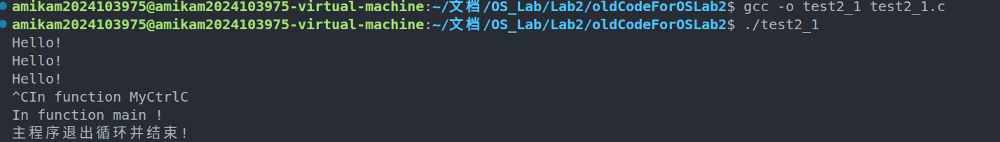 amikam2024103975@amikam2024103975-virtual-machine:~/文档/OS_Lab/Lab2/oldCodeForOSLab2$ gcc -o test2_1 test2_1.c
amikam2024103975@amikam2024103975-virtual-machine:~/文档/OS_Lab/Lab2/oldCodeForOSLab2$ ./test2_1
Hello!
Hello!
Hello!
^CIn function MyCtrlC
In function main !
主程序退出循环并结束!